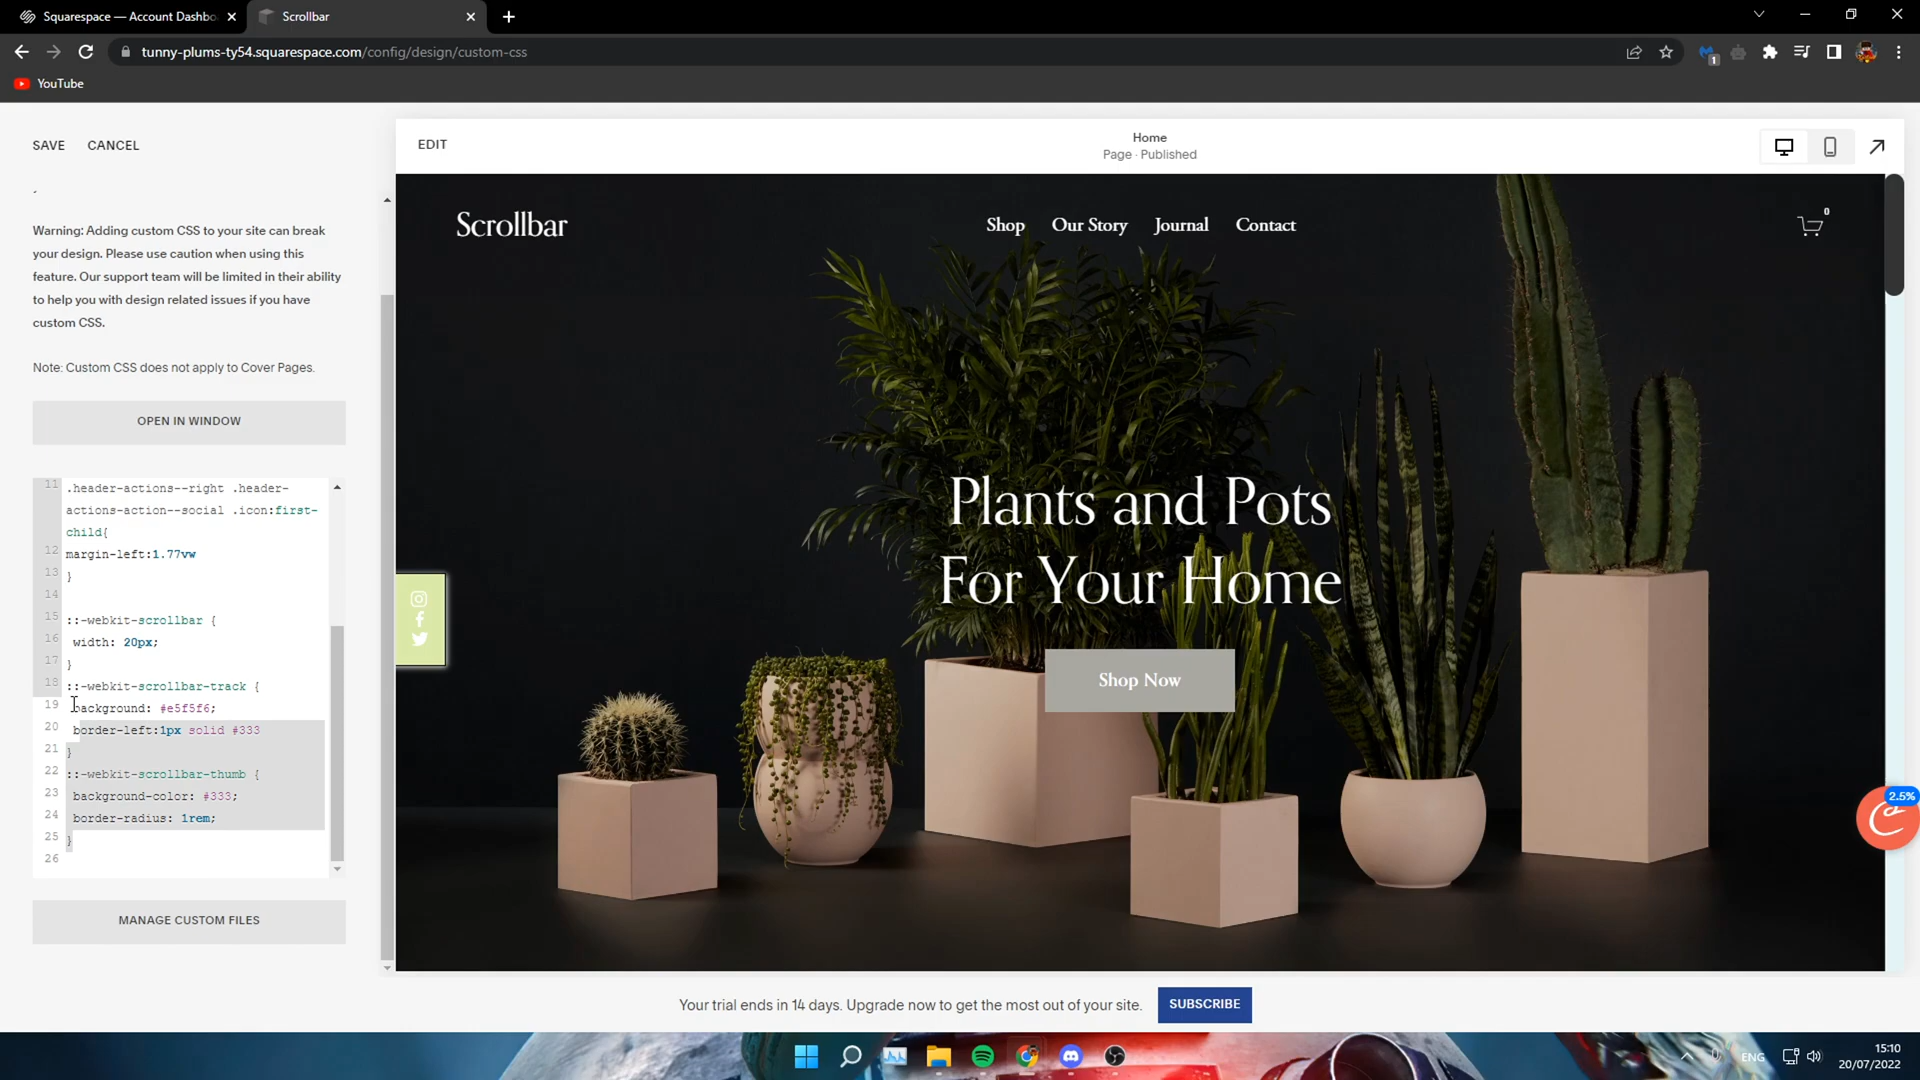 Squarespace — Account Dashbo
Scrollbar
tunny-plums-ty54.squarespace.com/config/design/custom-css
1
YouTube
SAVE
CANCEL
EDIT
Home
Page · Published
Warning: Adding custom CSS to your site can break
your design. Please use caution when using this
feature. Our support team will be limited in their ability
to help you with design related issues if you have
custom CSS.
Note: Custom CSS does not apply to Cover Pages.
OPEN IN WINDOW
11 .header-actions--right .header-
actions-action--social .icon:first-
child{
12 margin-left:1.77vw
13 }
14
15 ::-webkit-scrollbar {
16 width: 20px;
17 }
18 ::-webkit-scrollbar-track {
19 background: #e5f5f6;
20 border-left:1px solid #333
21 }
22 ::-webkit-scrollbar-thumb {
23 background-color: #333;
24 border-radius: 1rem;
25 }
26
MANAGE CUSTOM FILES
Scrollbar
Shop
Our Story
Journal
Contact
0
Plants and Pots
For Your Home
Shop Now
2.5%
Your trial ends in 14 days. Upgrade now to get the most out of your site.
SUBSCRIBE
ENG
15:10
20/07/2022